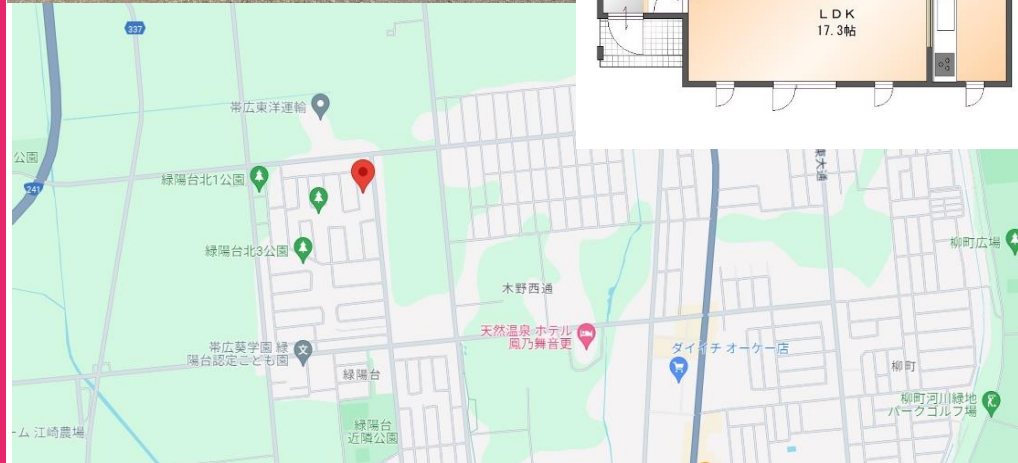 LDK
17.3帖
337
帯広東洋運輸
公園
241
緑陽台北1公園
緑陽台北3公園
東大通
柳町広場
木野西通
天然温泉 ホテル
鳳乃舞音更
帯広葵学園 緑
陽台認定こども園
ダイイチ オーケー店
緑陽台
柳町
柳町河川緑地
パークゴルフ場
緑陽台
近隣公園
ーム 江崎農場